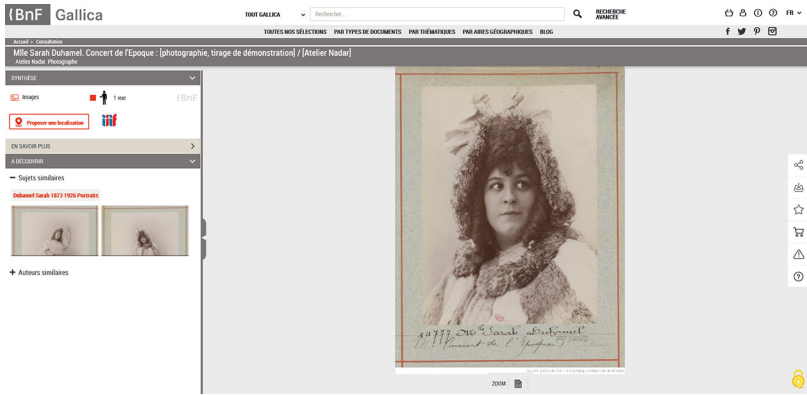 {BnF Gallica
TOUT GALLICA
Rechercher...
RECHERCHE
AVANCÉE
FR
TOUTES NOS SÉLECTIONS PAR TYPES DE DOCUMENTS PAR THÉMATIQUES PAR AIRES GÉOGRAPHIQUES BLOG
Accueil > Consultation
Mlle Sarah Duhamel. Concert de l'Epoque : [photographie, tirage de démonstration] / [Atelier Nadar]
Atelier Nadar. Photographe
SYNTHÈSE
Images
1 vue
{BnF
Proposer une localisation
iiif
EN SAVOIR PLUS
A DÉCOUVRIR
Sujets similaires
Duhamel Sarah 1873 1926 Portraits
Auteurs similaires
Mlle Sarah Duhamel
Concert de l'Epoque
ZOOM